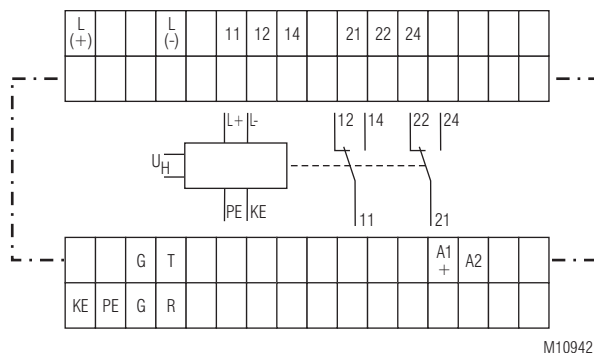 L (+) L (-) 11 12 14 21 22 24
L+ L- 12 14 22 24
UH
PE KE 11 21
G T A1 + A2
KE PE G R
M10942